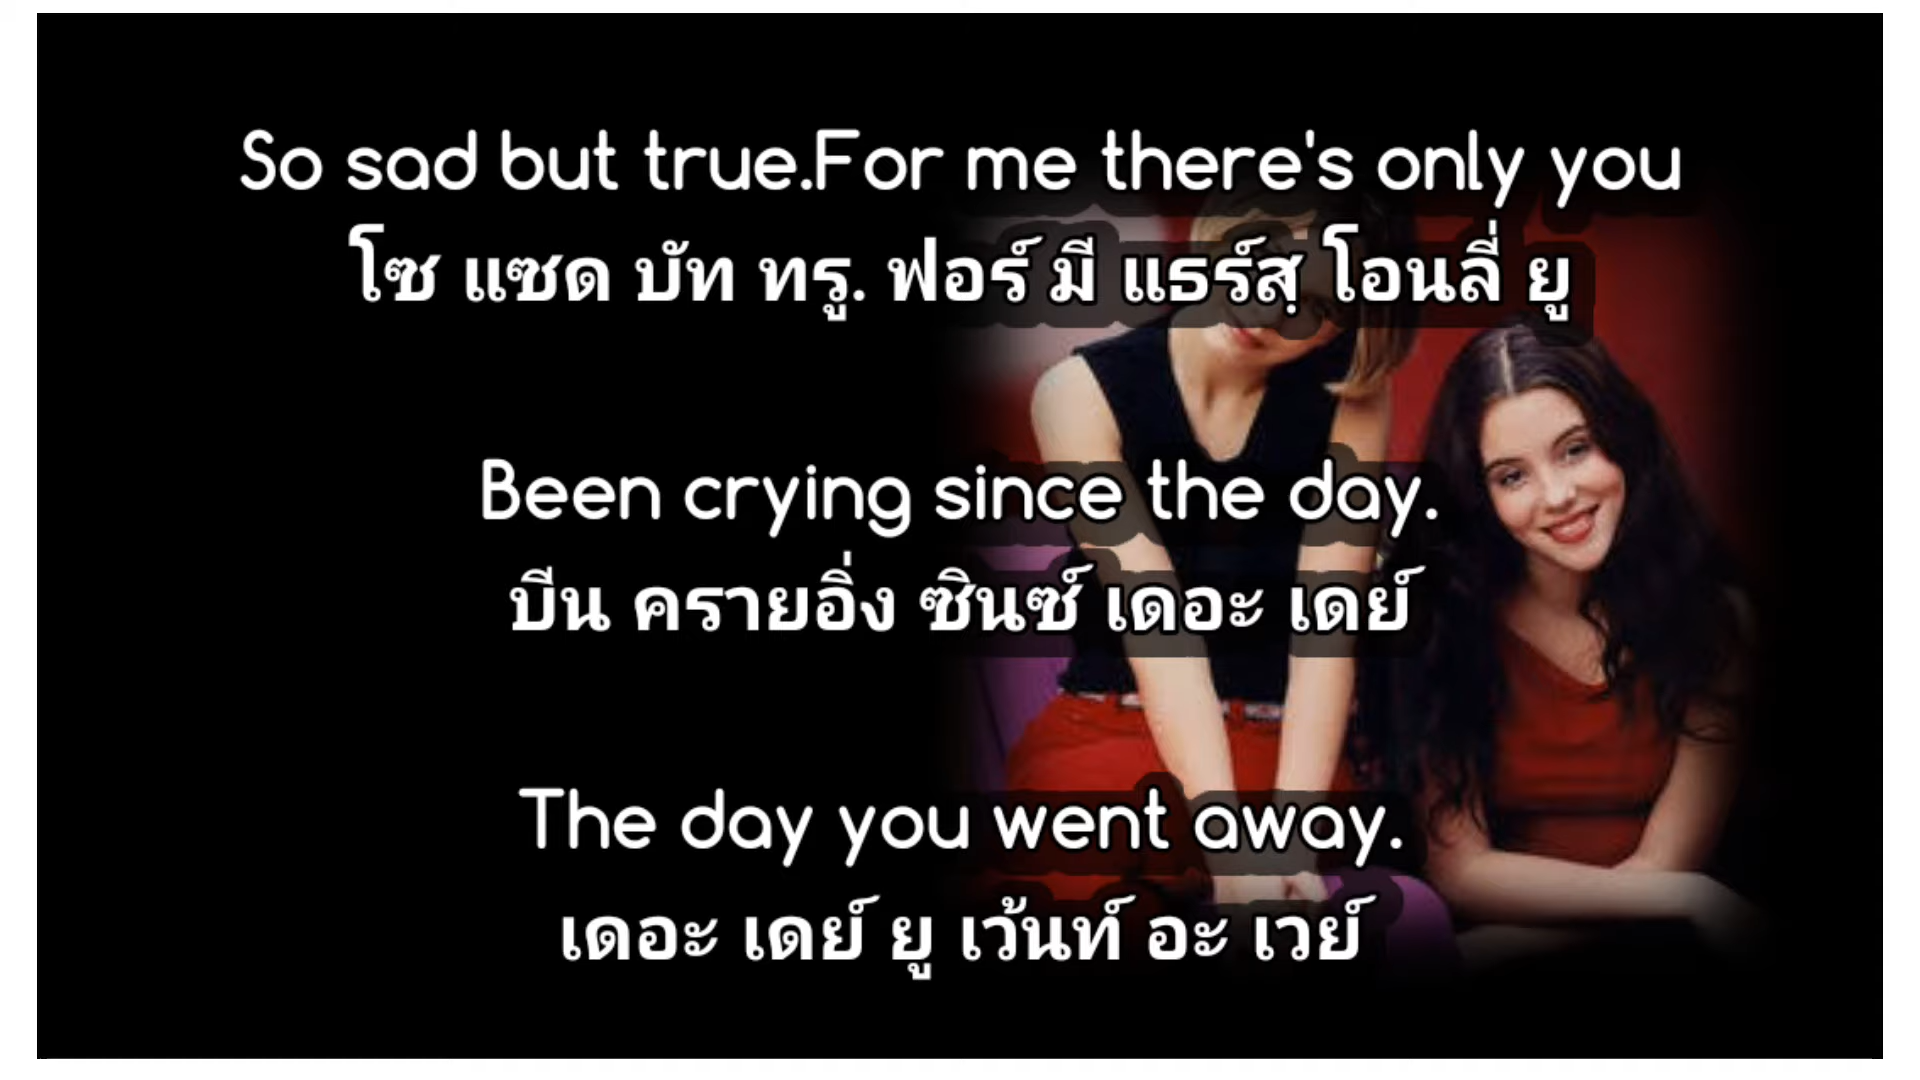 So sad but true.For me there's only you
โซ แซด บัท ทรู. ฟอร์ มี แธร์สฺ โอนลี่ ยู
Been crying since the day.
บีน ครายอิ่ง ซินซ์ เดอะ เดย์
The day you went away.
เดอะ เดย์ ยู เว้นท์ อะ เวย์